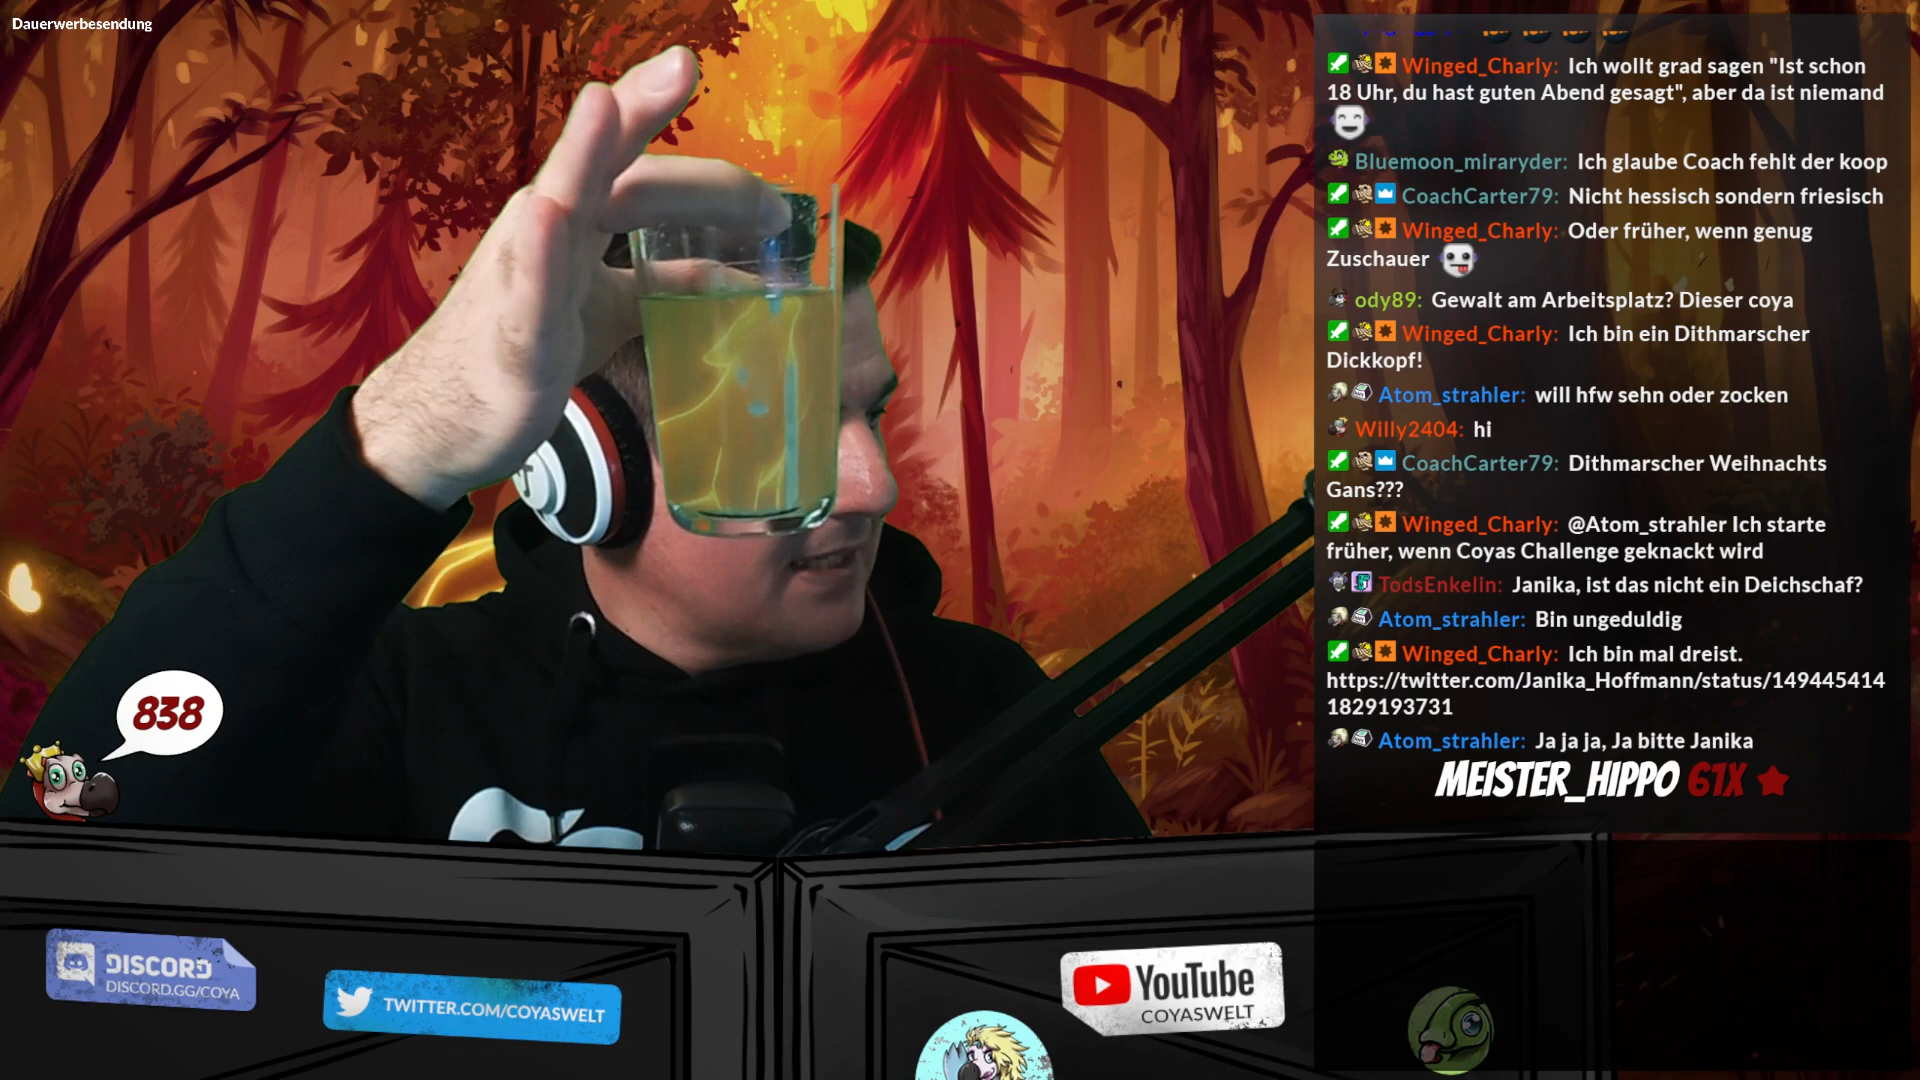 Dauerwerbesendung
Winged_Charly: Ich wollt grad sagen "Ist schon
18 Uhr, du hast guten Abend gesagt", aber da ist niemand
Bluemoon_miraryder: Ich glaube Coach fehlt der koop
CoachCarter79: Nicht hessisch sondern friesisch
Winged_Charly: Oder früher, wenn genug
Zuschauer
ody89: Gewalt am Arbeitsplatz? Dieser coya
Winged_Charly: Ich bin ein Dithmarscher
Dickkopf!
Atom_strahler: will hfw sehn oder zocken
Willy2404: hi
CoachCarter79: Dithmarscher Weihnachts
Gans???
Winged_Charly: @Atom_strahler Ich starte
früher, wenn Coyas Challenge geknackt wird
TodsEnkelin: Janika, ist das nicht ein Deichschaf?
Atom_strahler: Bin ungeduldig
Winged_Charly: Ich bin mal dreist.
https://twitter.com/Janika_Hoffmann/status/149445414
1829193731
Atom_strahler: Ja ja ja, Ja bitte Janika
MEISTER_HIPPO 61X
838
DISCORD
DISCORD.GG/COYA
TWITTER.COM/COYASWELT
YouTube
COYASWELT